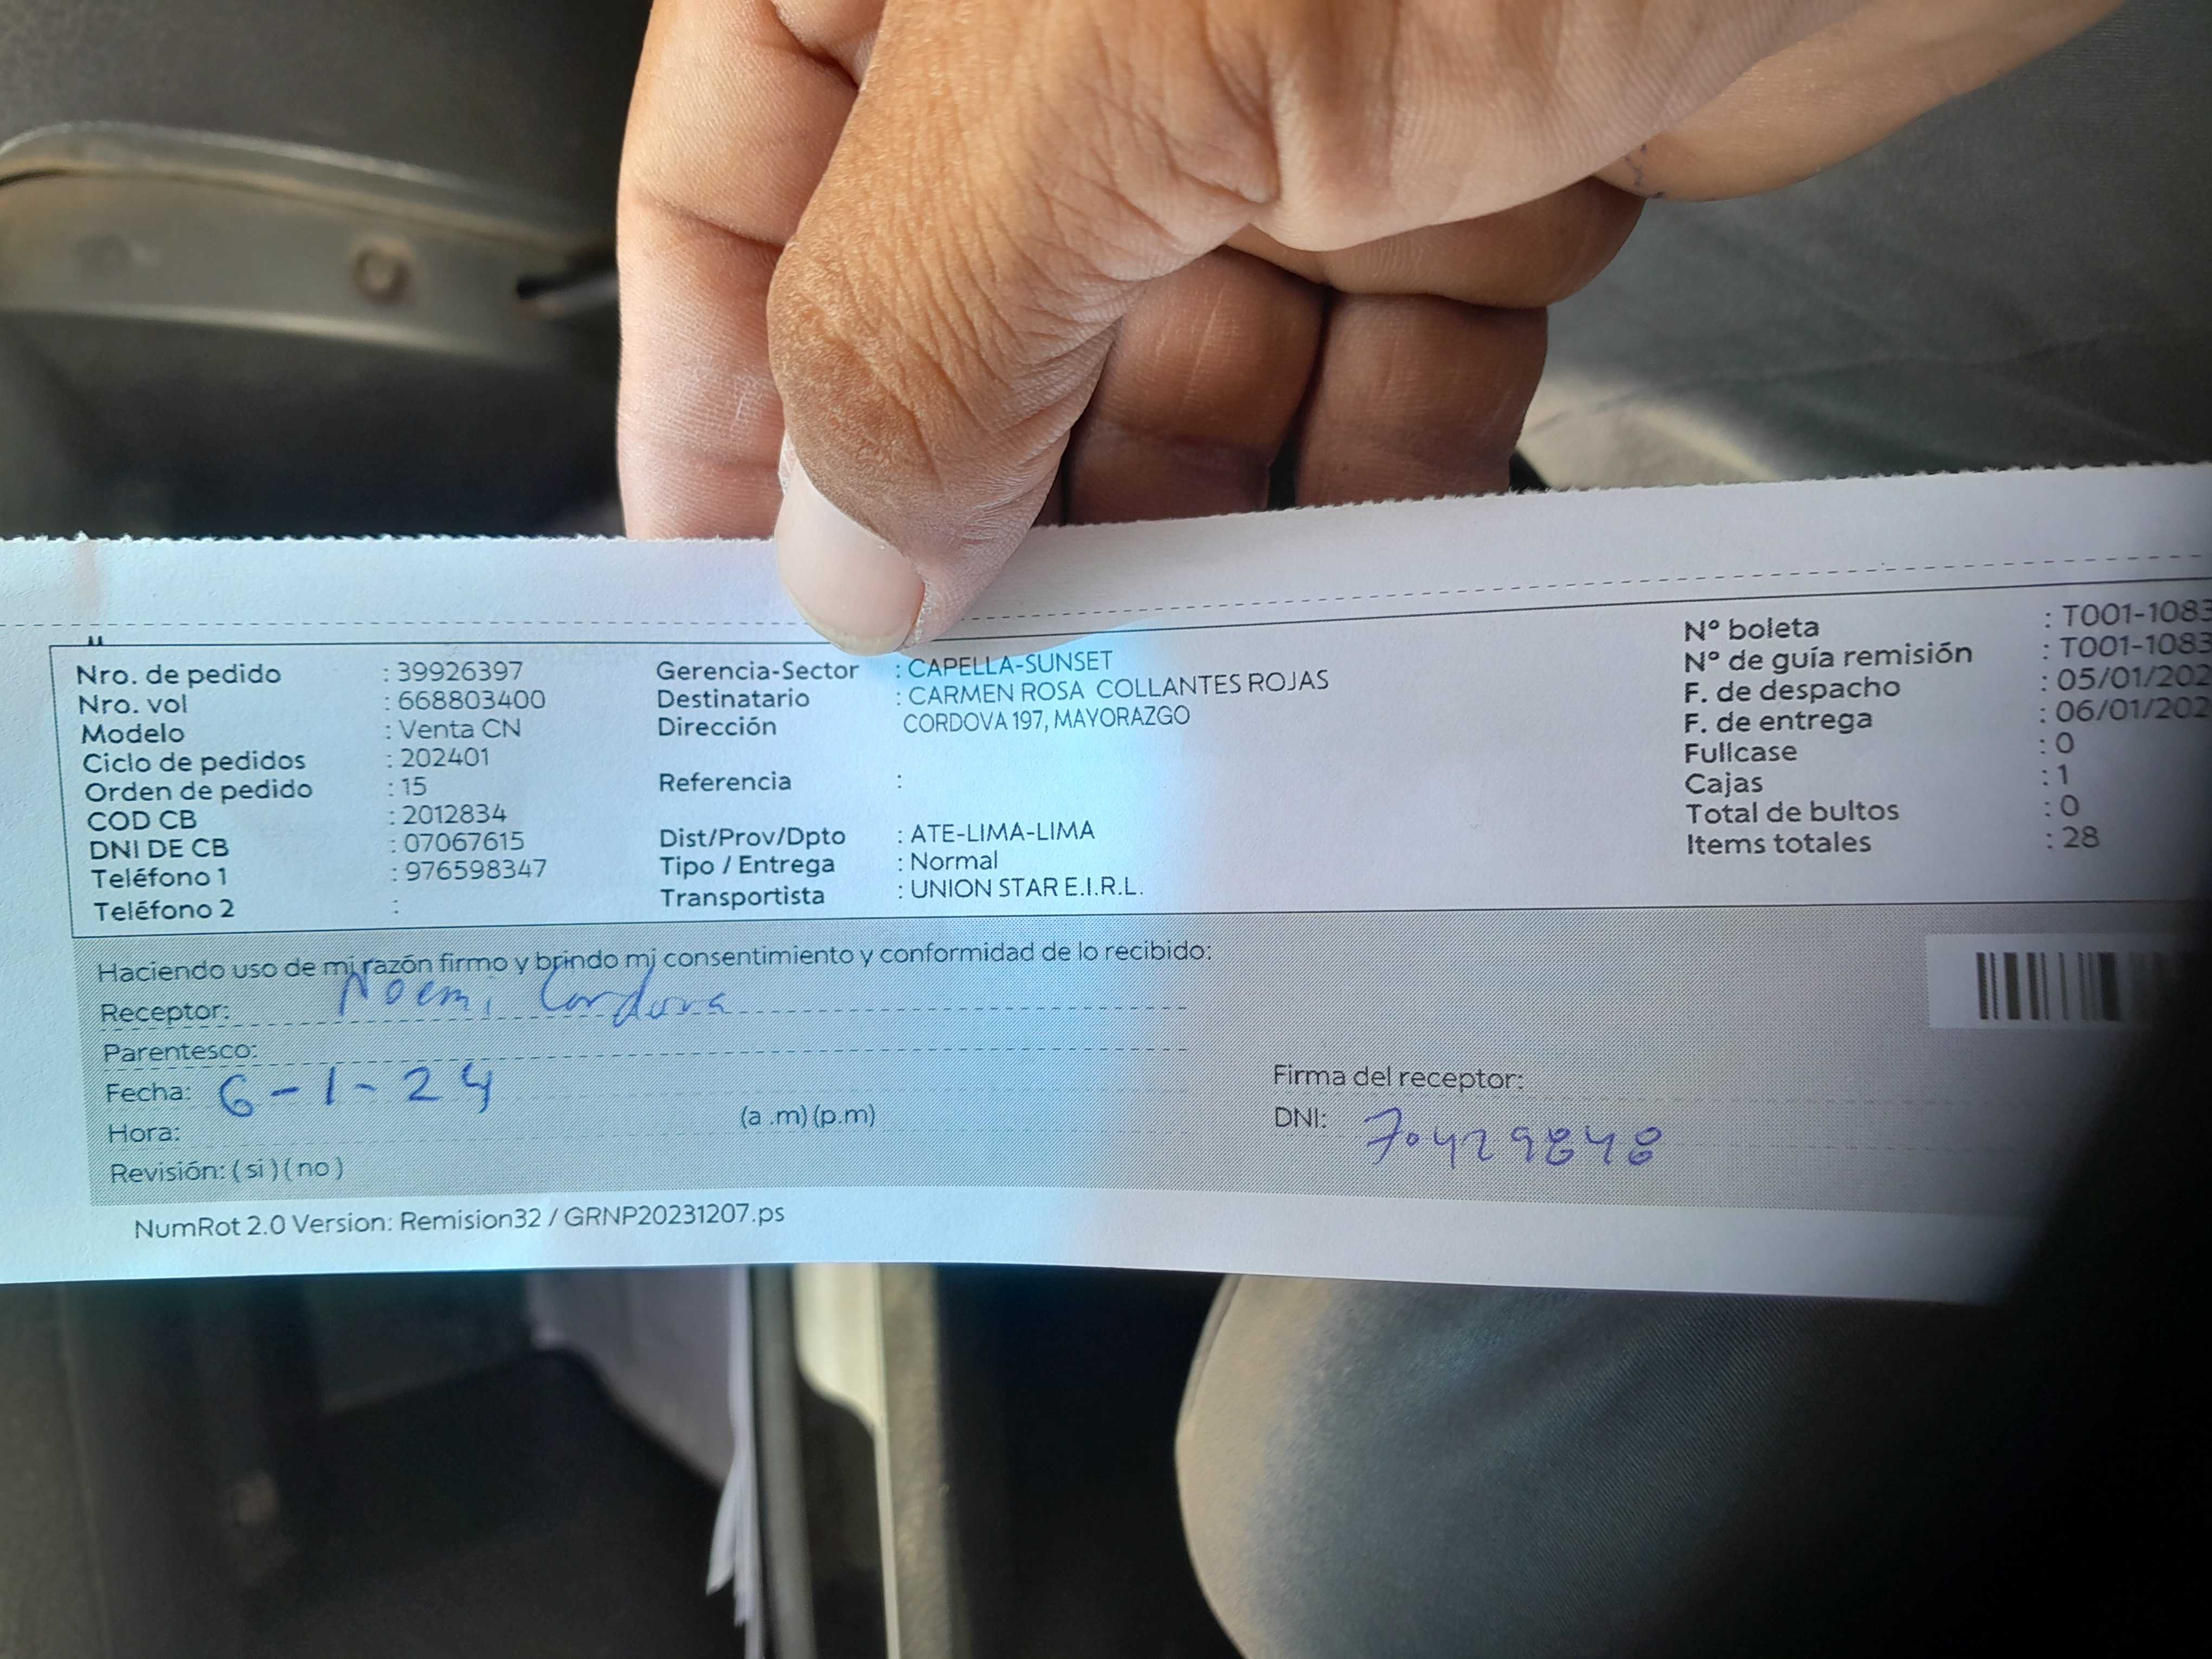 Nro. de pedido : 39926397
Nro. vol : 668803400
Modelo : Venta CN
Ciclo de pedidos : 202401
Orden de pedido : 15
COD CB : 2012834
DNI DE CB : 07067615
Teléfono 1 : 976598347
Teléfono 2 :
Gerencia-Sector : CAPELLA-SUNSET
Destinatario : CARMEN ROSA COLLANTES ROJAS
Dirección CORDOVA 197, MAYORAZGO
Referencia :
Dist/Prov/Dpto : ATE-LIMA-LIMA
Tipo / Entrega : Normal
Transportista : UNION STAR E.I.R.L.
Nº boleta : T001-1083
Nº de guía remisión : T001-1083
F. de despacho : 05/01/202
F. de entrega : 06/01/202
Fullcase : 0
Cajas : 1
Total de bultos : 0
Items totales : 28
Haciendo uso de mi razón firmo y brindo mi consentimiento y conformidad de lo recibido:
Receptor: Noemi Cordova
Parentesco:
Fecha: 6-1-24
Hora: (a .m) (p.m)
Revisión: ( si ) ( no )
Firma del receptor:
DNI: 70429848
NumRot 2.0 Version: Remision32 / GRNP20231207.ps